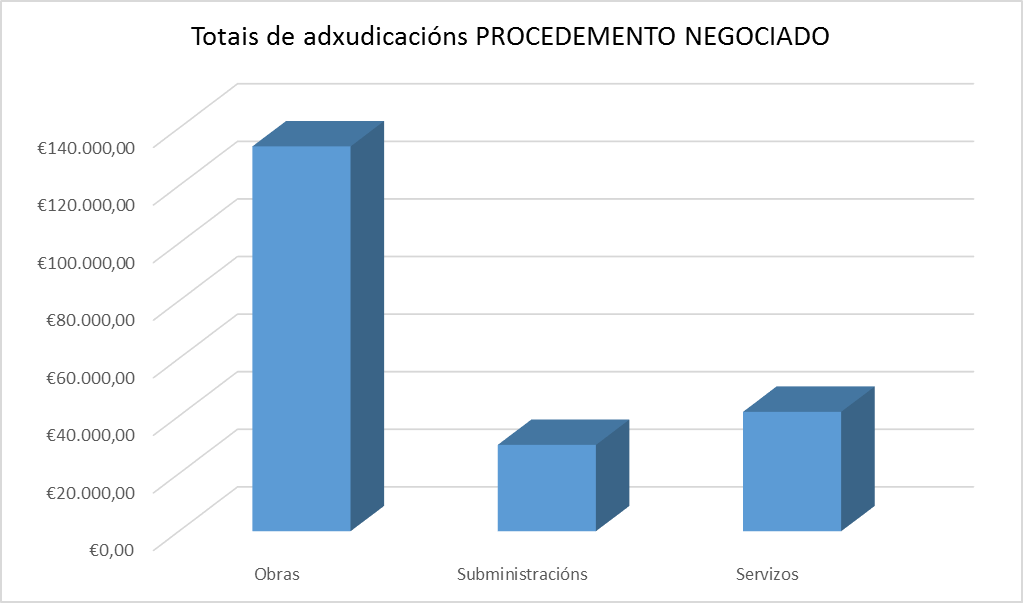 Totais de adxudicacións PROCEDEMENTO NEGOCIADO
€140.000,00
€120.000,00
€100.000,00
€80.000,00
€60.000,00
€40.000,00
€20.000,00
€0,00
Obras
Subministracións
Servizos